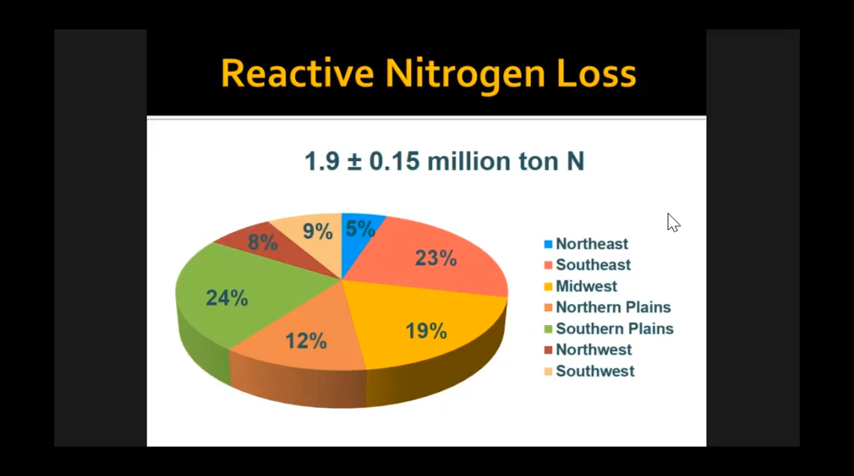 Reactive Nitrogen Loss
1.9 ± 0.15 million ton N
5%
9%
8%
23%
24%
19%
12%
Northeast
Southeast
Midwest
Northern Plains
Southern Plains
Northwest
Southwest